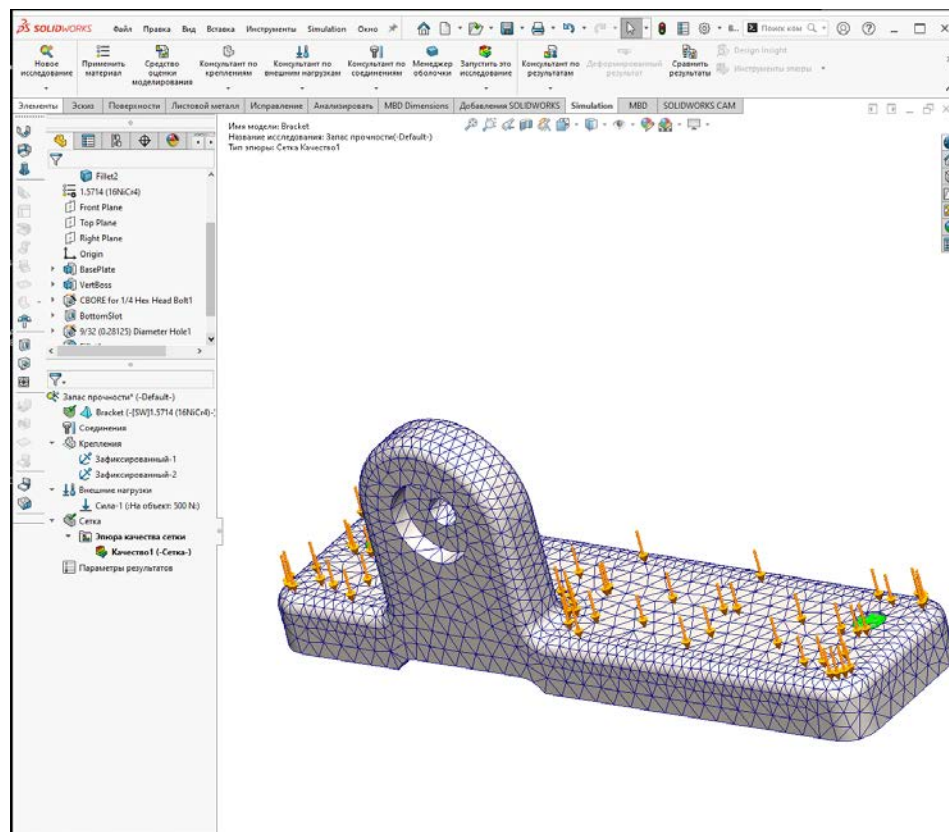 SOLIDWORKS Файл Правка Вид Вставка Инструменты Simulation Окно
Новое исследование
Применить материал
Средство оценки моделирования
Консультант по креплениям
Консультант по внешним нагрузкам
Консультант по соединениям
Менеджер оболочки
Запустить это исследование
Консультант по результатам
Деформированный результат
Сравнить результаты
Design Insight
Инструменты эпюры
Элементы Эскиз Поверхности Листовой металл Исправление Анализировать MBD Dimensions Добавления SOLIDWORKS Simulation MBD SOLIDWORKS CAM
Имя модели: Bracket
Название исследования: Запас прочности(-Default-)
Тип эпюры: Сетка Качество1
Fillet2
1.5714 (16NiCr4)
Front Plane
Top Plane
Right Plane
Origin
BasePlate
VertBoss
CBORE for 1/4 Hex Head Bolt1
BottomSlot
9/32 (0.28125) Diameter Hole1
Запас прочности* (-Default-)
Bracket (-[SW]1.5714 (16NiCr4)-
Соединения
Крепления
Зафиксированный-1
Зафиксированный-2
Внешние нагрузки
Сила-1 (:На объект: 500 N:)
Сетка
Эпюра качества сетки
Качество1 (-Сетка-)
Параметры результатов